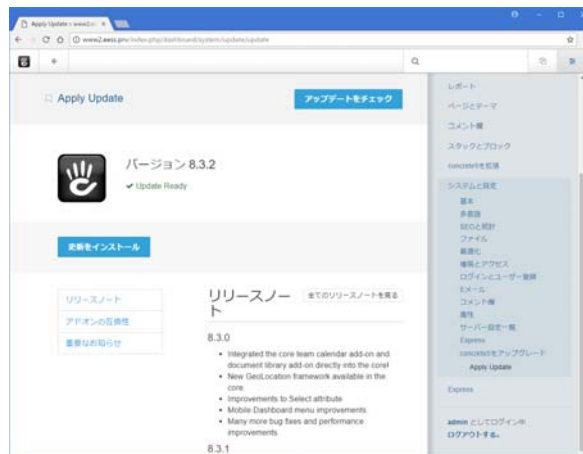 Apply Update :: www2.aess
www2.aess.prv/index.php/dashboard/system/update/update
Apply Update
アップデートをチェック
バージョン 8.3.2
Update Ready
更新をインストール
リリースノート
アドオンの互換性
重要なお知らせ
リリースノー
ト
全てのリリースノートを見る
8.3.0
Integrated the core team calendar add-on and
document library add-on directly into the core!
New GeoLocation framework available in the
core.
Improvements to Select attribute
Mobile Dashboard menu improvements
Many more bug fixes and performance
improvements
8.3.1
レポート
ページとテーマ
コメント欄
スタックとブロック
concrete5を拡張
システムと設定
基本
多言語
SEOと統計
ファイル
最適化
権限とアクセス
ログインとユーザー登録
Eメール
コメント欄
属性
サーバー設定一覧
Express
concrete5をアップグレード
Apply Update
Express
admin としてログイン中
ログアウトする。